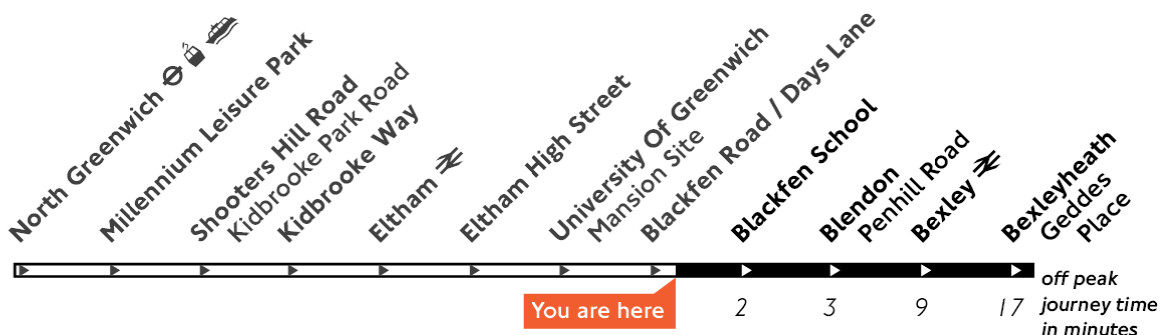 North Greenwich
Millennium Leisure Park
Shooters Hill Road
Kidbrooke Park Road
Kidbrooke Way
Eltham
Eltham High Street
University Of Greenwich
Mansion Site
Blackfen Road / Days Lane
Blackfen School
Blendon
Penhill Road
Bexley
Bexleyheath
Geddes
Place
You are here
2
3
9
17
off peak
journey time
in minutes